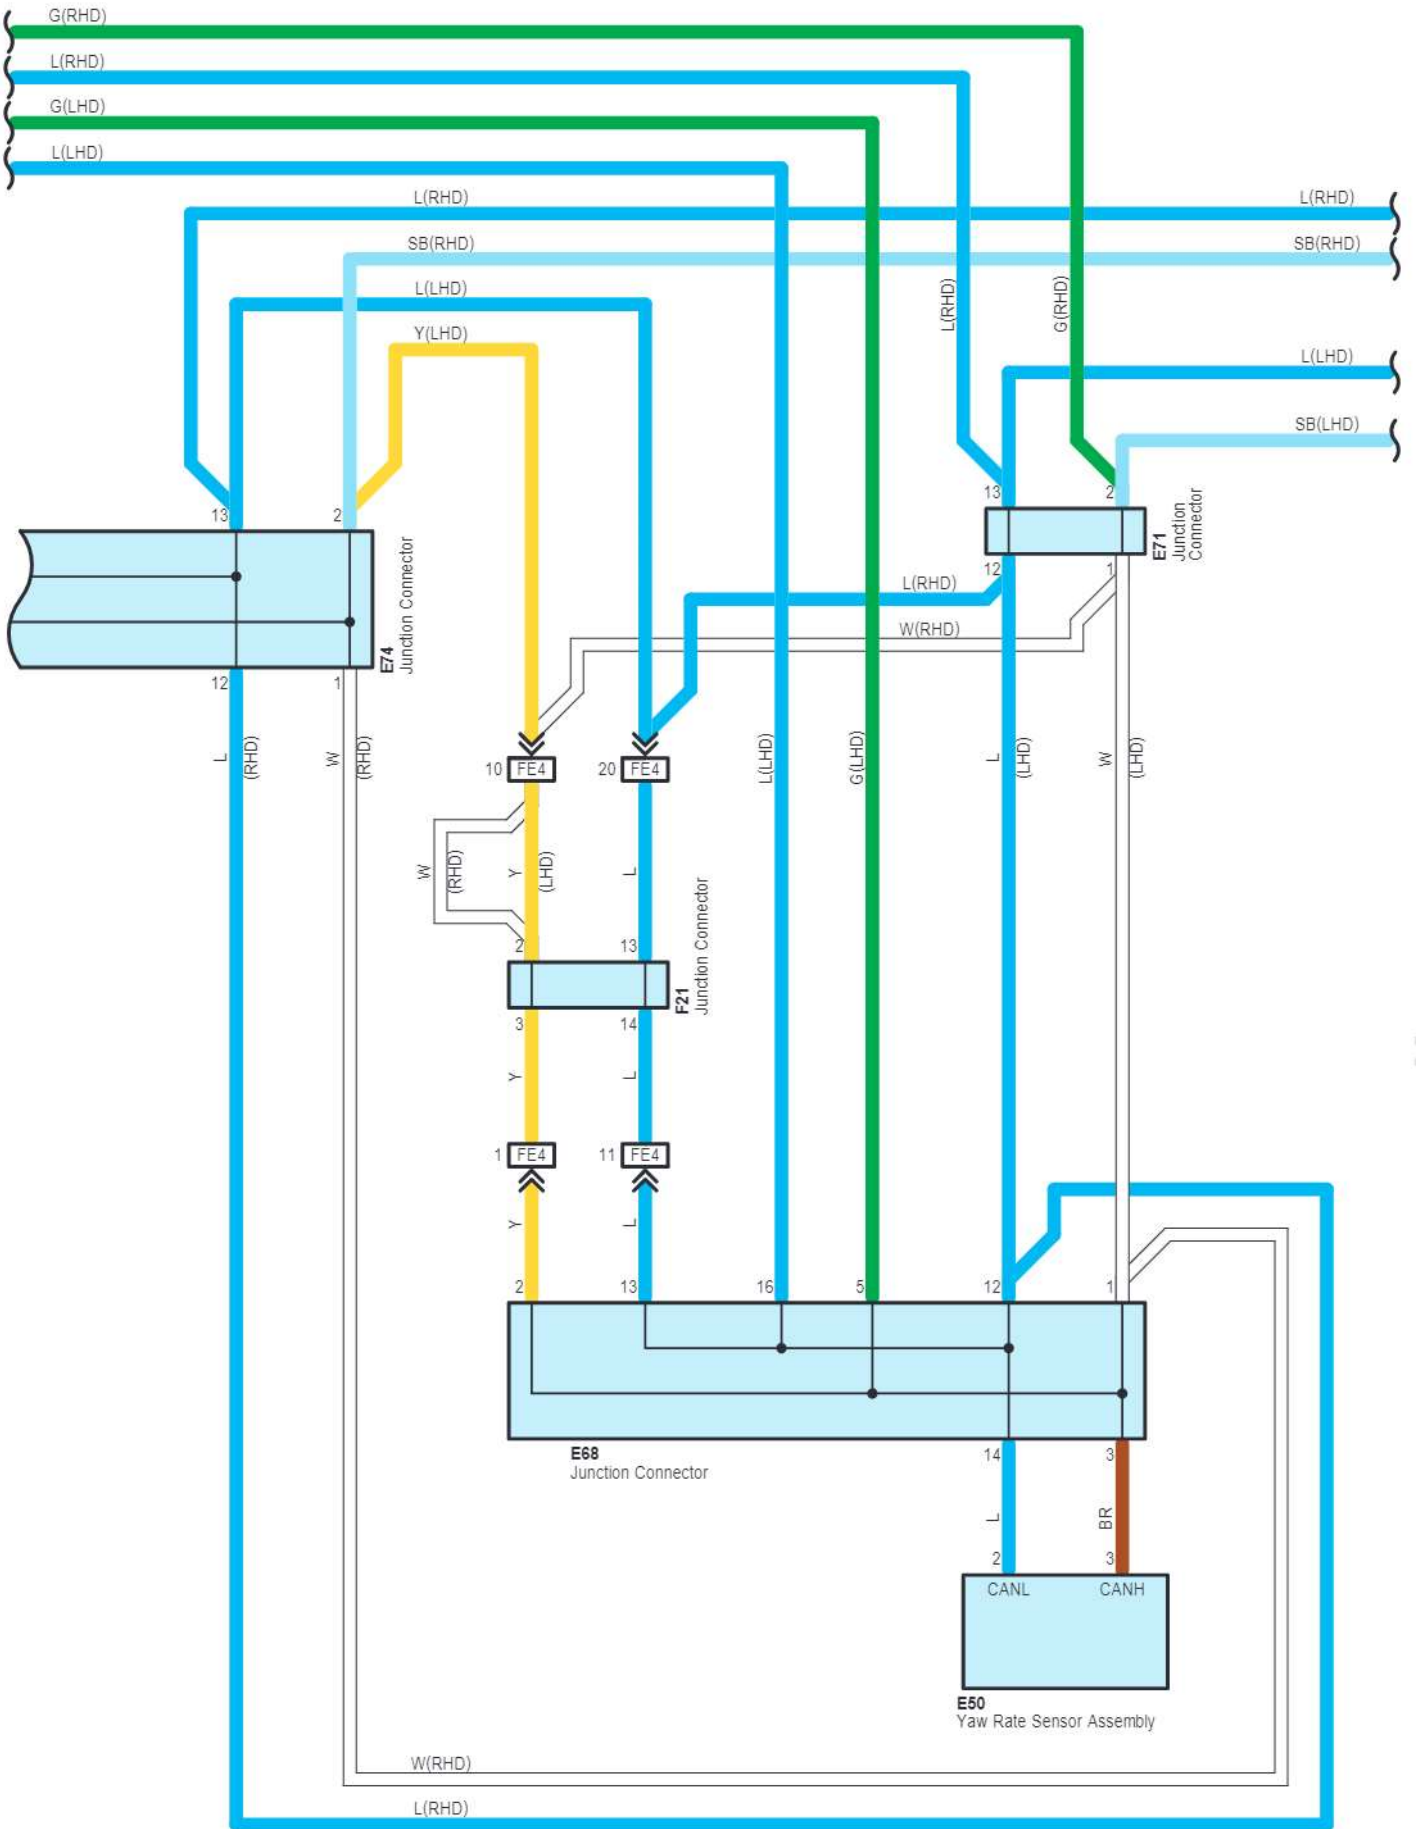 G(RHD)
L(RHD)
G(LHD)
L(LHD)
L(RHD)
L(RHD)
SB(RHD)
SB(RHD)
L(LHD)
L(RHD)
G(RHD)
Y(LHD)
L(LHD)
SB(LHD)
13
2
13
2
E74
Junction Connector
E71
Junction
Connector
12
1
L(RHD)
W(RHD)
12
1
L
(RHD)
W
(RHD)
10
FE4
20
FE4
L(LHD)
G(LHD)
L
(LHD)
W
(LHD)
W
(RHD)
Y
(LHD)
L
2
13
F21
Junction Connector
3
14
Y
L
1
FE4
11
FE4
Y
L
2
13
16
5
12
1
E68
Junction Connector
14
3
L
BR
2
3
CANL
CANH
E50
Yaw Rate Sensor Assembly
W(RHD)
L(RHD)